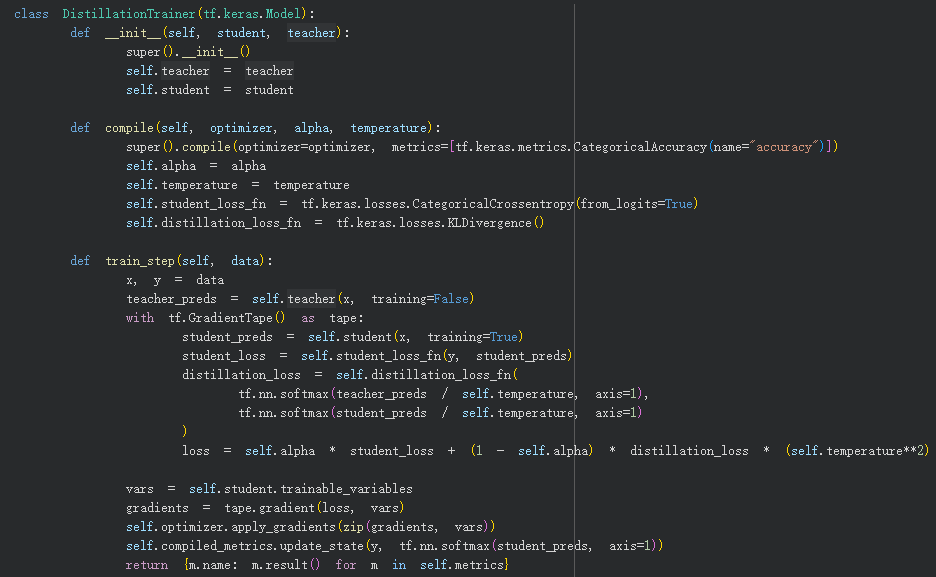 class DistillationTrainer(tf.keras.Model):
def __init__(self, student, teacher):
super().__init__()
self.teacher = teacher
self.student = student
def compile(self, optimizer, alpha, temperature):
super().compile(optimizer=optimizer, metrics=[tf.keras.metrics.CategoricalAccuracy(name="accuracy")])
self.alpha = alpha
self.temperature = temperature
self.student_loss_fn = tf.keras.losses.CategoricalCrossentropy(from_logits=True)
self.distillation_loss_fn = tf.keras.losses.KLDivergence()
def train_step(self, data):
x, y = data
teacher_preds = self.teacher(x, training=False)
with tf.GradientTape() as tape:
student_preds = self.student(x, training=True)
student_loss = self.student_loss_fn(y, student_preds)
distillation_loss = self.distillation_loss_fn(
tf.nn.softmax(teacher_preds / self.temperature, axis=1),
tf.nn.softmax(student_preds / self.temperature, axis=1)
)
loss = self.alpha * student_loss + (1 - self.alpha) * distillation_loss * (self.temperature**2)
vars = self.student.trainable_variables
gradients = tape.gradient(loss, vars)
self.optimizer.apply_gradients(zip(gradients, vars))
self.compiled_metrics.update_state(y, tf.nn.softmax(student_preds, axis=1))
return {m.name: m.result() for m in self.metrics}